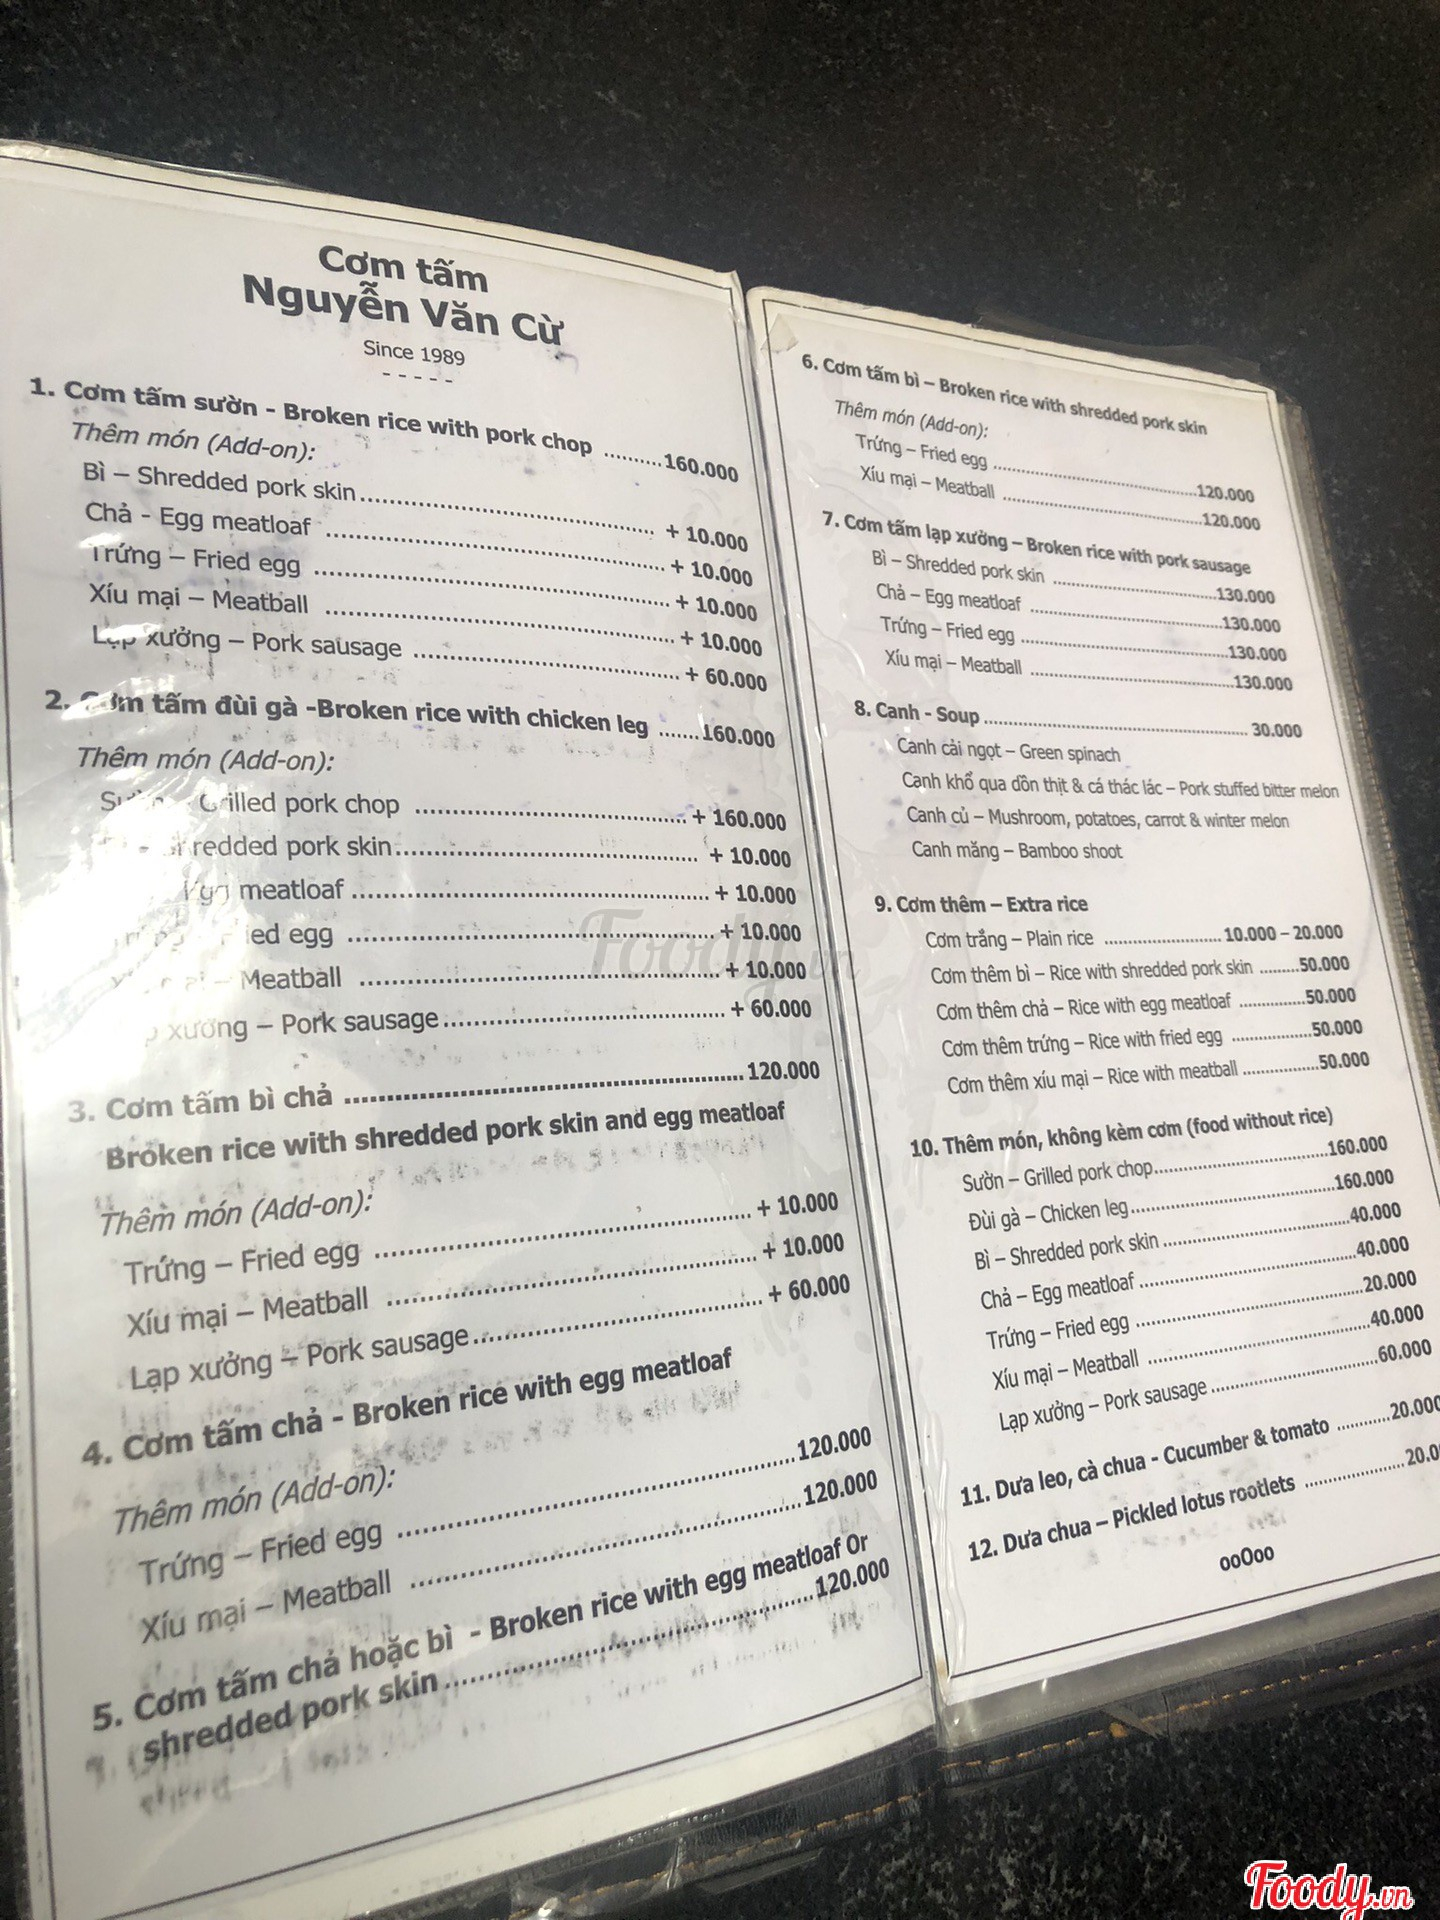 Cơm tấm
Nguyễn Văn Cừ
Since 1989
- - - - -
1. Cơm tấm sườn - Broken rice with pork chop .........160.000
Thêm món (Add-on):
Bì – Shredded pork skin.......................................... + 10.000
Chả - Egg meatloaf ................................................ + 10.000
Trứng – Fried egg .................................................. + 10.000
Xíu mại – Meatball ................................................. + 10.000
Lạp xưởng – Pork sausage ...................................... + 60.000
2. Cơm tấm đùi gà -Broken rice with chicken leg .......160.000
Thêm món (Add-on):
Grilled pork chop ....................................... + 160.000
Shredded pork skin........................................... + 10.000
Egg meatloaf .................................................. + 10.000
Fried egg .................................................. + 10.000
– Meatball ................................................. + 10.000
xưởng – Pork sausage....................................... + 60.000
3. Cơm tấm bì chả ...................................................120.000
Broken rice with shredded pork skin and egg meatloaf
Thêm món (Add-on):
Trứng – Fried egg .................................................. + 10.000
Xíu mại – Meatball ................................................. + 10.000
Lạp xưởng – Pork sausage...................................... + 60.000
4. Cơm tấm chả - Broken rice with egg meatloaf
Thêm món (Add-on):
Trứng – Fried egg ....................................................120.000
Xíu mại – Meatball ...................................................120.000
5. Cơm tấm chả hoặc bì - Broken rice with egg meatloaf Or
shredded pork skin.................................................120.000
6. Cơm tấm bì – Broken rice with shredded pork skin
Thêm món (Add-on):
Trứng – Fried egg ........................................120.000
Xíu mại – Meatball ........................................120.000
7. Cơm tấm lạp xưởng – Broken rice with pork sausage
Bì – Shredded pork skin ................................130.000
Chả – Egg meatloaf ......................................130.000
Trứng – Fried egg .........................................130.000
Xíu mại – Meatball ........................................130.000
8. Canh - Soup ..................................................... 30.000
Canh cải ngọt – Green spinach
Canh khổ qua dồn thịt & cá thác lác – Pork stuffed bitter melon
Canh củ – Mushroom, potatoes, carrot & winter melon
Canh măng – Bamboo shoot
9. Cơm thêm – Extra rice
Cơm trắng – Plain rice ........................10.000 – 20.000
Cơm thêm bì – Rice with shredded pork skin .........50.000
Cơm thêm chả – Rice with egg meatloaf ..............50.000
Cơm thêm trứng – Rice with fried egg .................50.000
Cơm thêm xíu mại – Rice with meatball ................50.000
10. Thêm món, không kèm cơm (food without rice)
Sườn – Grilled pork chop....................................160.000
Đùi gà – Chicken leg..........................................160.000
Bì – Shredded pork skin ......................................40.000
Chả – Egg meatloaf ............................................40.000
Trứng – Fried egg ..............................................20.000
Xíu mại – Meatball .............................................40.000
Lạp xưởng – Pork sausage ...................................60.000
11. Dưa leo, cà chua - Cucumber & tomato ............20.000
12. Dưa chua – Pickled lotus rootlets .....................20.0
ooOoo
Foody.vn
Foody.vn